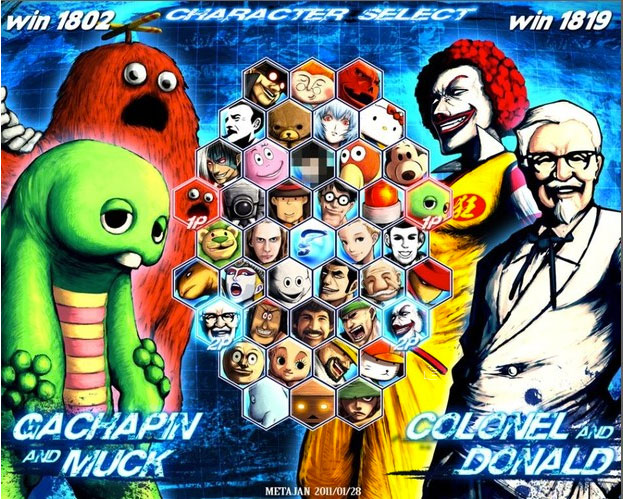 CHARACTER SELECT
win 1802
win 1819
狂
1P
1P
2P
2P
GACHAPIN
AND MUCK
COLONEL AND
DONALD
METAJAN 2011/01/28